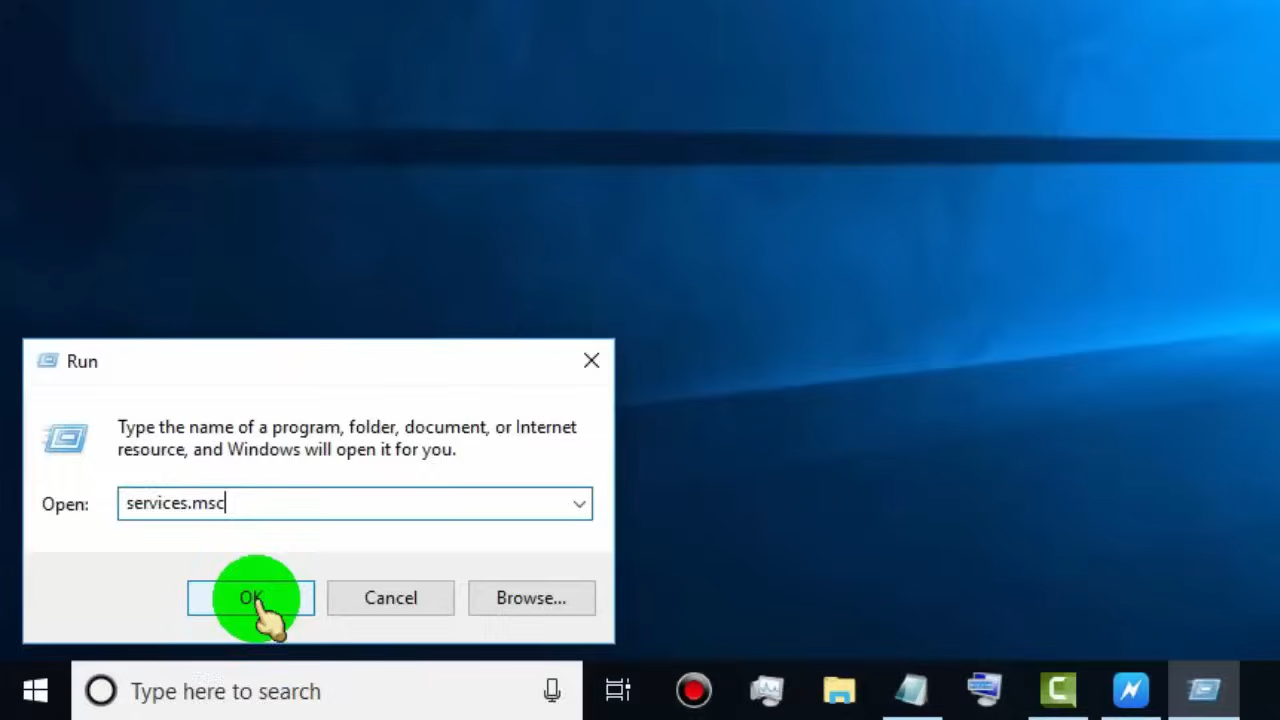 Run
Type the name of a program, folder, document, or Internet
resource, and Windows will open it for you.
Open:
services.msc
OK
Cancel
Browse...
Type here to search